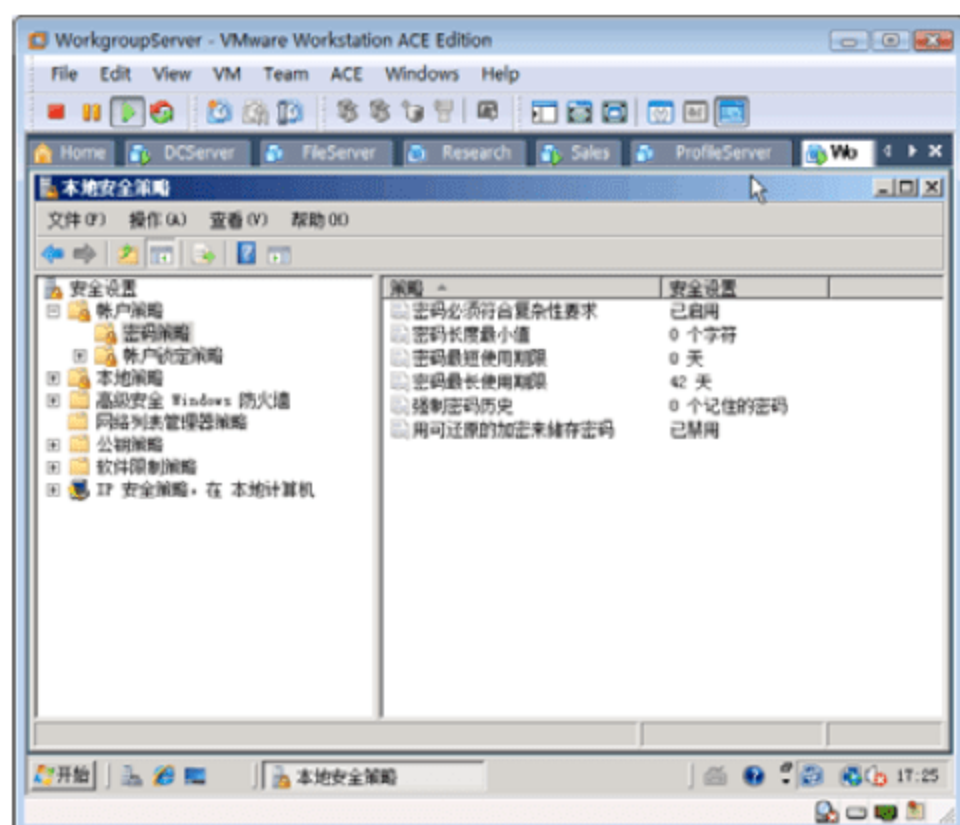 WorkgroupServer - VMware Workstation ACE Edition
File Edit View VM Team ACE Windows Help
Home DCServer FileServer Research Sales ProfileServer Wo
本地安全策略
文件(F) 操作(A) 查看(V) 帮助(H)
安全设置
帐户策略
密码策略
帐户锁定策略
本地策略
高级安全 Windows 防火墙
网络列表管理器策略
公钥策略
软件限制策略
IP 安全策略，在 本地计算机
策略 安全设置
密码必须符合复杂性要求 已启用
密码长度最小值 0 个字符
密码最短使用期限 0 天
密码最长使用期限 42 天
强制密码历史 0 个记住的密码
用可还原的加密来储存密码 已禁用
开始 本地安全策略 17:25